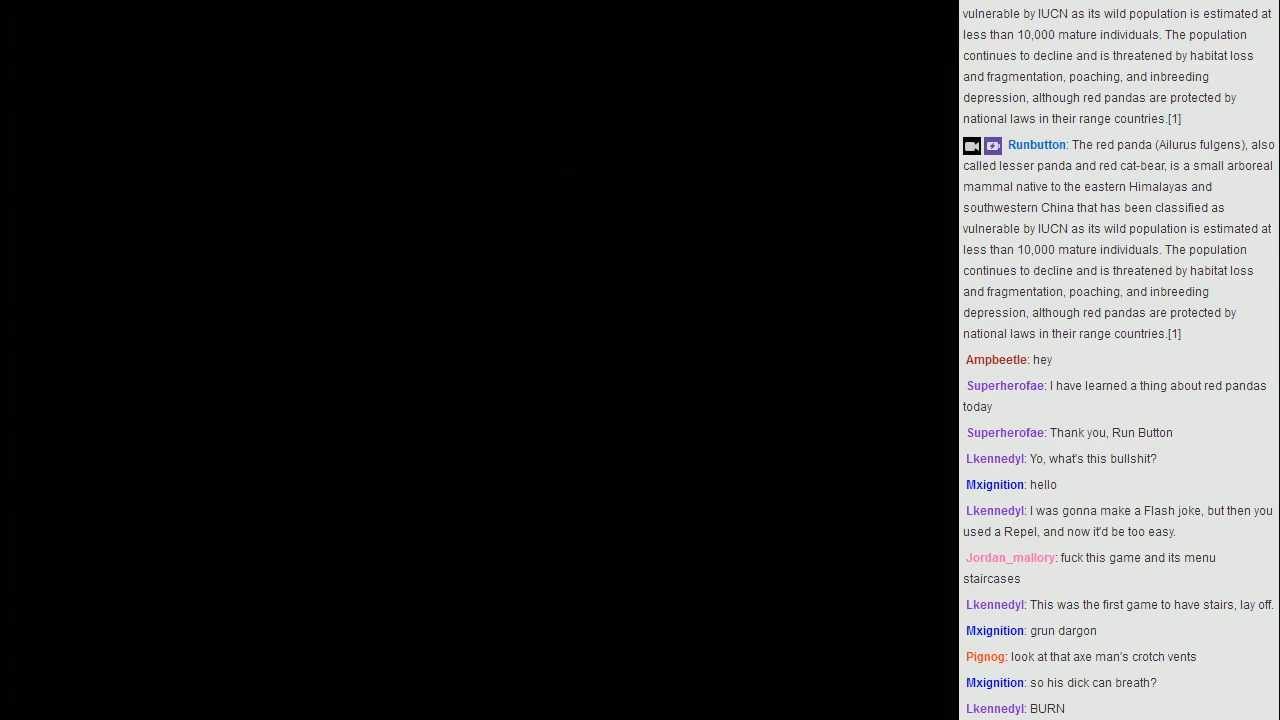 vulnerable by IUCN as its wild population is estimated at
less than 10,000 mature individuals. The population
continues to decline and is threatened by habitat loss
and fragmentation, poaching, and inbreeding
depression, although red pandas are protected by
national laws in their range countries.[1]
Runbutton: The red panda (Ailurus fulgens), also
called lesser panda and red cat-bear, is a small arboreal
mammal native to the eastern Himalayas and
southwestern China that has been classified as
vulnerable by IUCN as its wild population is estimated at
less than 10,000 mature individuals. The population
continues to decline and is threatened by habitat loss
and fragmentation, poaching, and inbreeding
depression, although red pandas are protected by
national laws in their range countries.[1]
Ampbeetle: hey
Superherofae: I have learned a thing about red pandas
today
Superherofae: Thank you, Run Button
Lkennedyl: Yo, what's this bullshit?
Mxignition: hello
Lkennedyl: I was gonna make a Flash joke, but then you
used a Repel, and now it'd be too easy.
Jordan_mallory: fuck this game and its menu
staircases
Lkennedyl: This was the first game to have stairs, lay off.
Mxignition: grun dargon
Pignog: look at that axe man's crotch vents
Mxignition: so his dick can breath?
Lkennedyl: BURN